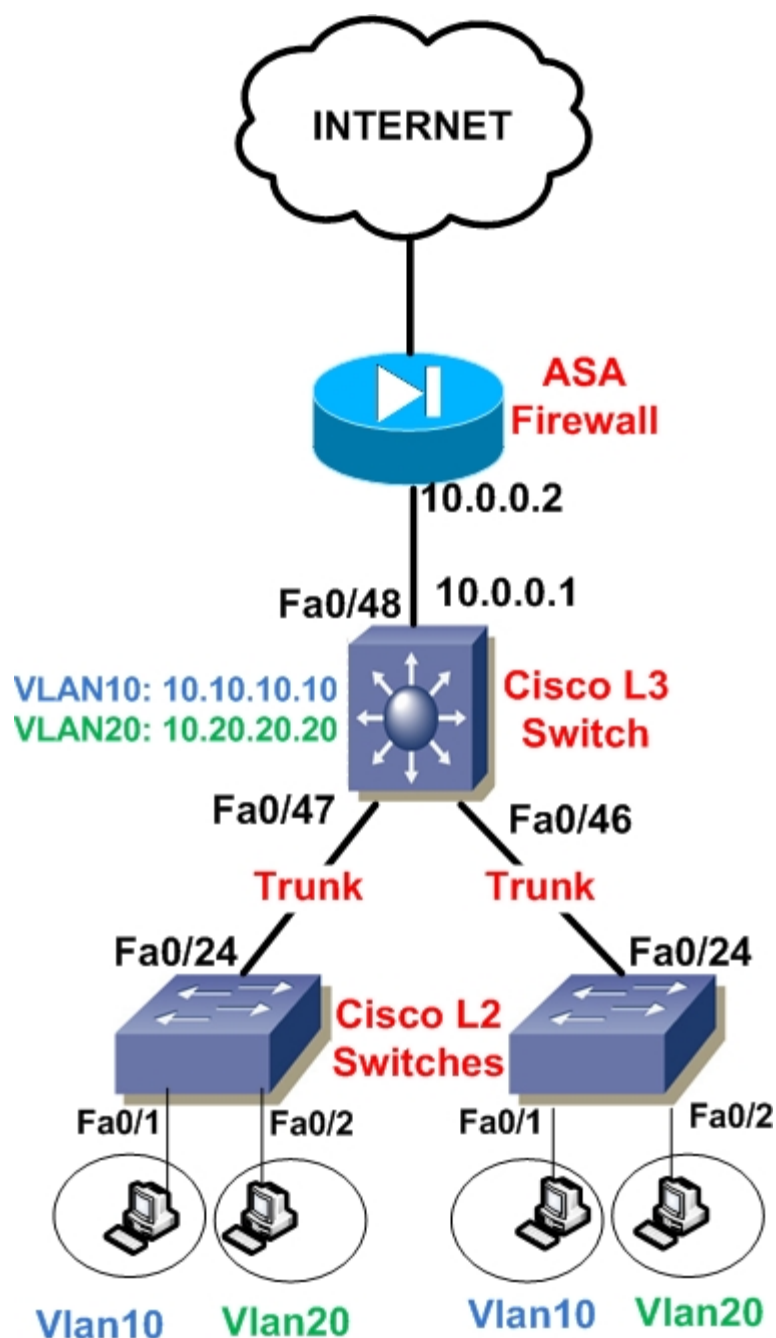 INTERNET
ASA
Firewall
10.0.0.2
10.0.0.1
Fa0/48
VLAN10: 10.10.10.10
VLAN20: 10.20.20.20
Cisco L3
Switch
Fa0/47
Fa0/46
Trunk
Trunk
Fa0/24
Fa0/24
Cisco L2
Switches
Fa0/1
Fa0/2
Fa0/1
Fa0/2
Vlan10
Vlan20
Vlan10
Vlan20